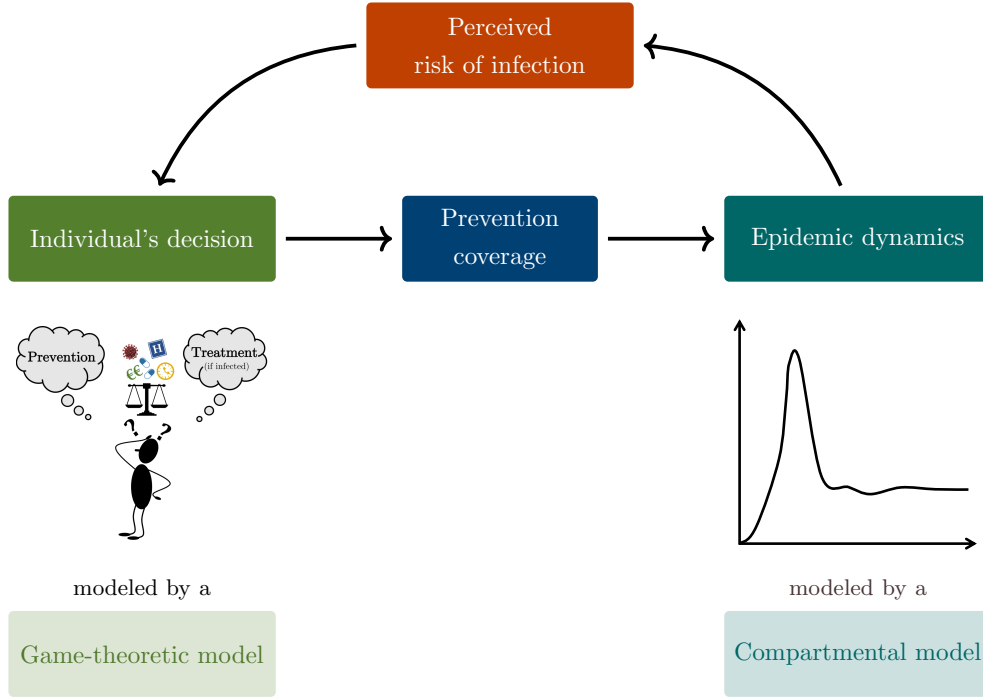 Perceived
risk of infection
Individual's decision
Prevention
coverage
Epidemic dynamics
Prevention
H
Treatment
(if infected)
€€
? ?
modeled by a
modeled by a
Game-theoretic model
Compartmental model